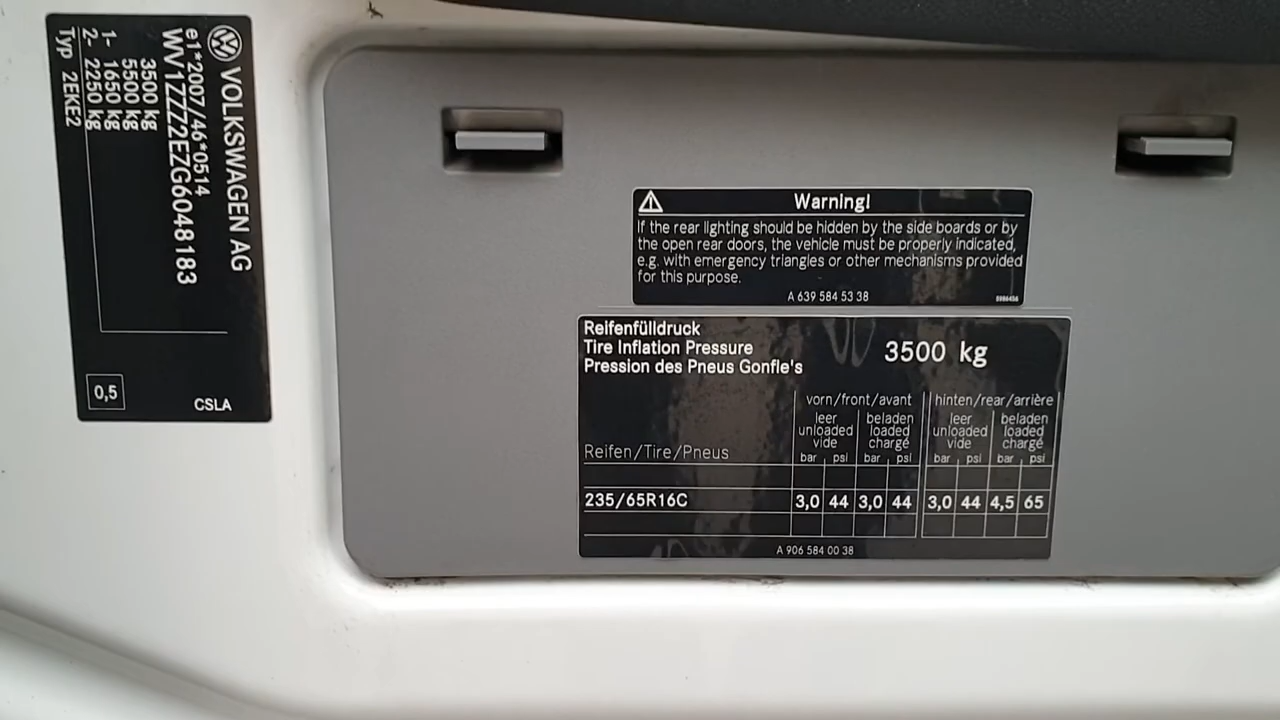 VOLKSWAGEN AG
e1*2007/46*0514
WV1ZZZ2EZG6048183
3500 kg
5500 kg
1- 1650 kg
2- 2250 kg
Typ 2EKE2
0,5
CSLA
Warning!
If the rear lighting should be hidden by the side boards or by
the open rear doors, the vehicle must be properly indicated,
e.g. with emergency triangles or other mechanisms provided
for this purpose.
A 639 584 53 38
Reifenfülldruck
Tire Inflation Pressure
Pression des Pneus Gonfle's
3500 kg
vorn/front/avant hinten/rear/arrière
leer beladen leer beladen
unloaded loaded unloaded loaded
vide chargé vide chargé
Reifen/Tire/Pneus
bar psi bar psi bar psi bar psi
235/65R16C 3,0 44 3,0 44 3,0 44 4,5 65
A 906 584 00 38